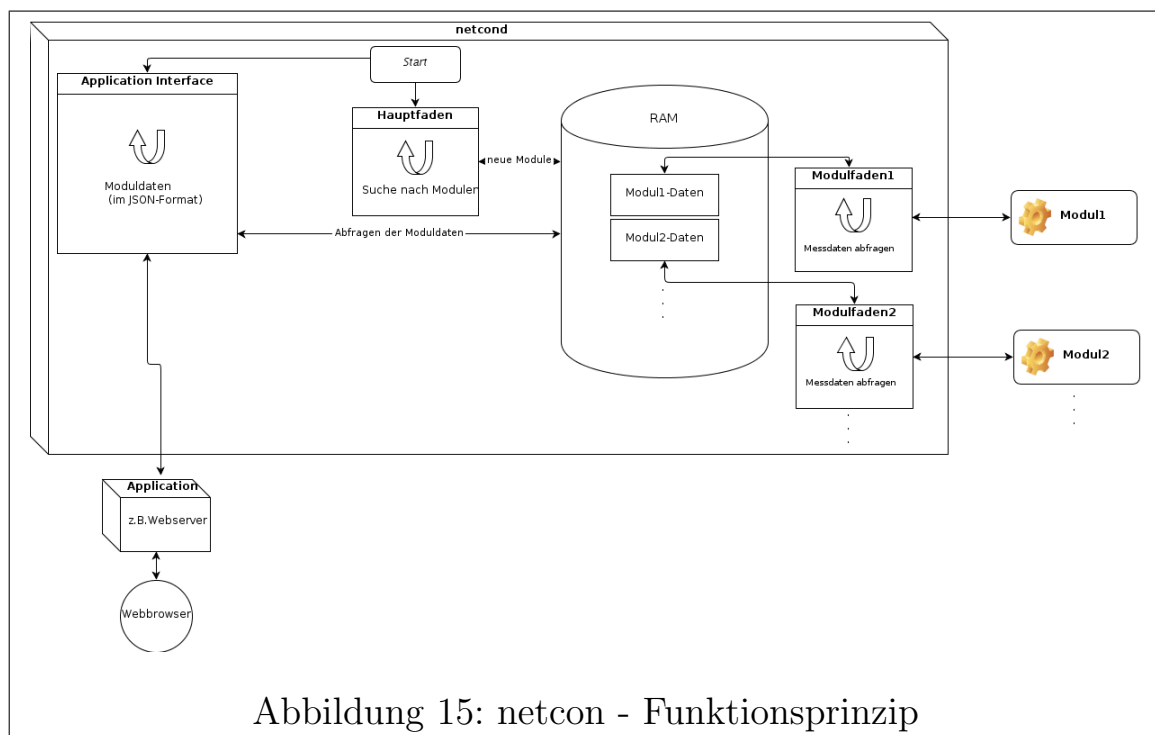 netcond
Start
Application Interface
Moduldaten
(im JSON-Format)
Hauptfaden
Suche nach Modulen
neue Module
Abfragen der Moduldaten
RAM
Modul1-Daten
Modul2-Daten
Modulfaden1
Messdaten abfragen
Modul1
Modulfaden2
Messdaten abfragen
Modul2
Application
z.B.Webserver
Webbrowser
Abbildung 15: netcon - Funktionsprinzip